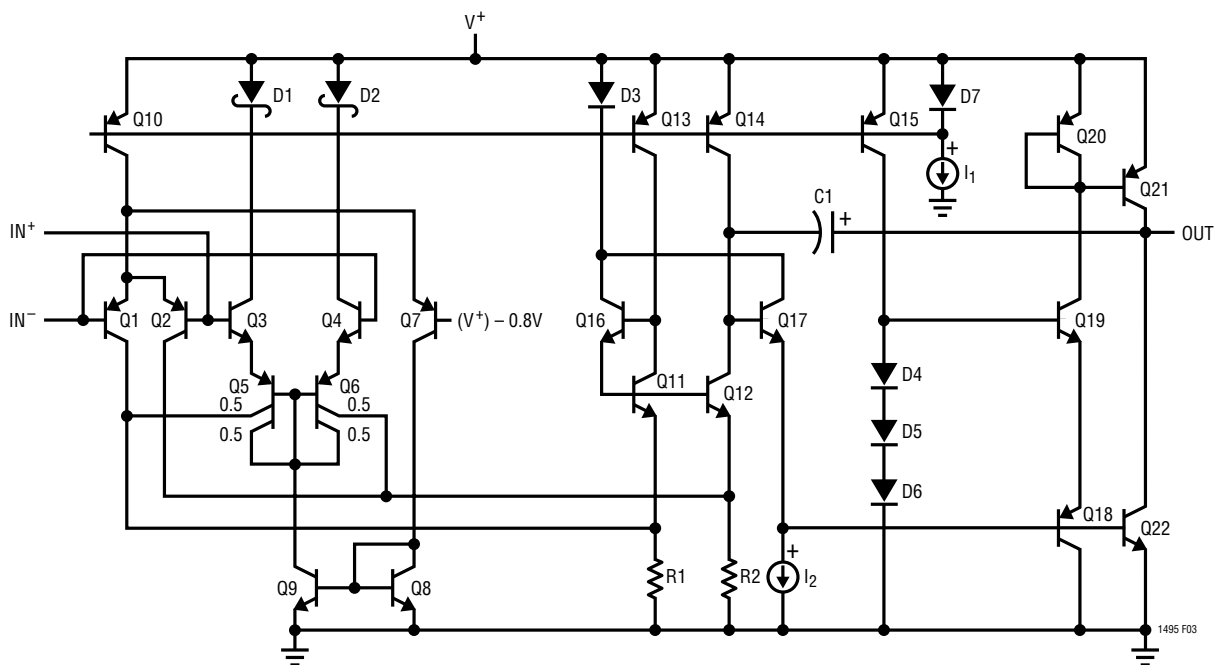 V+
D1
D2
D3
D7
Q10
Q13
Q14
Q15
Q20
I1
Q21
C1
IN+
OUT
IN−
Q1
Q2
Q3
Q4
Q7
(V+) – 0.8V
Q16
Q17
Q19
Q5
Q6
Q11
Q12
D4
0.5
0.5
0.5
0.5
D5
D6
Q18
Q22
Q9
Q8
R1
R2
I2
1495 F03